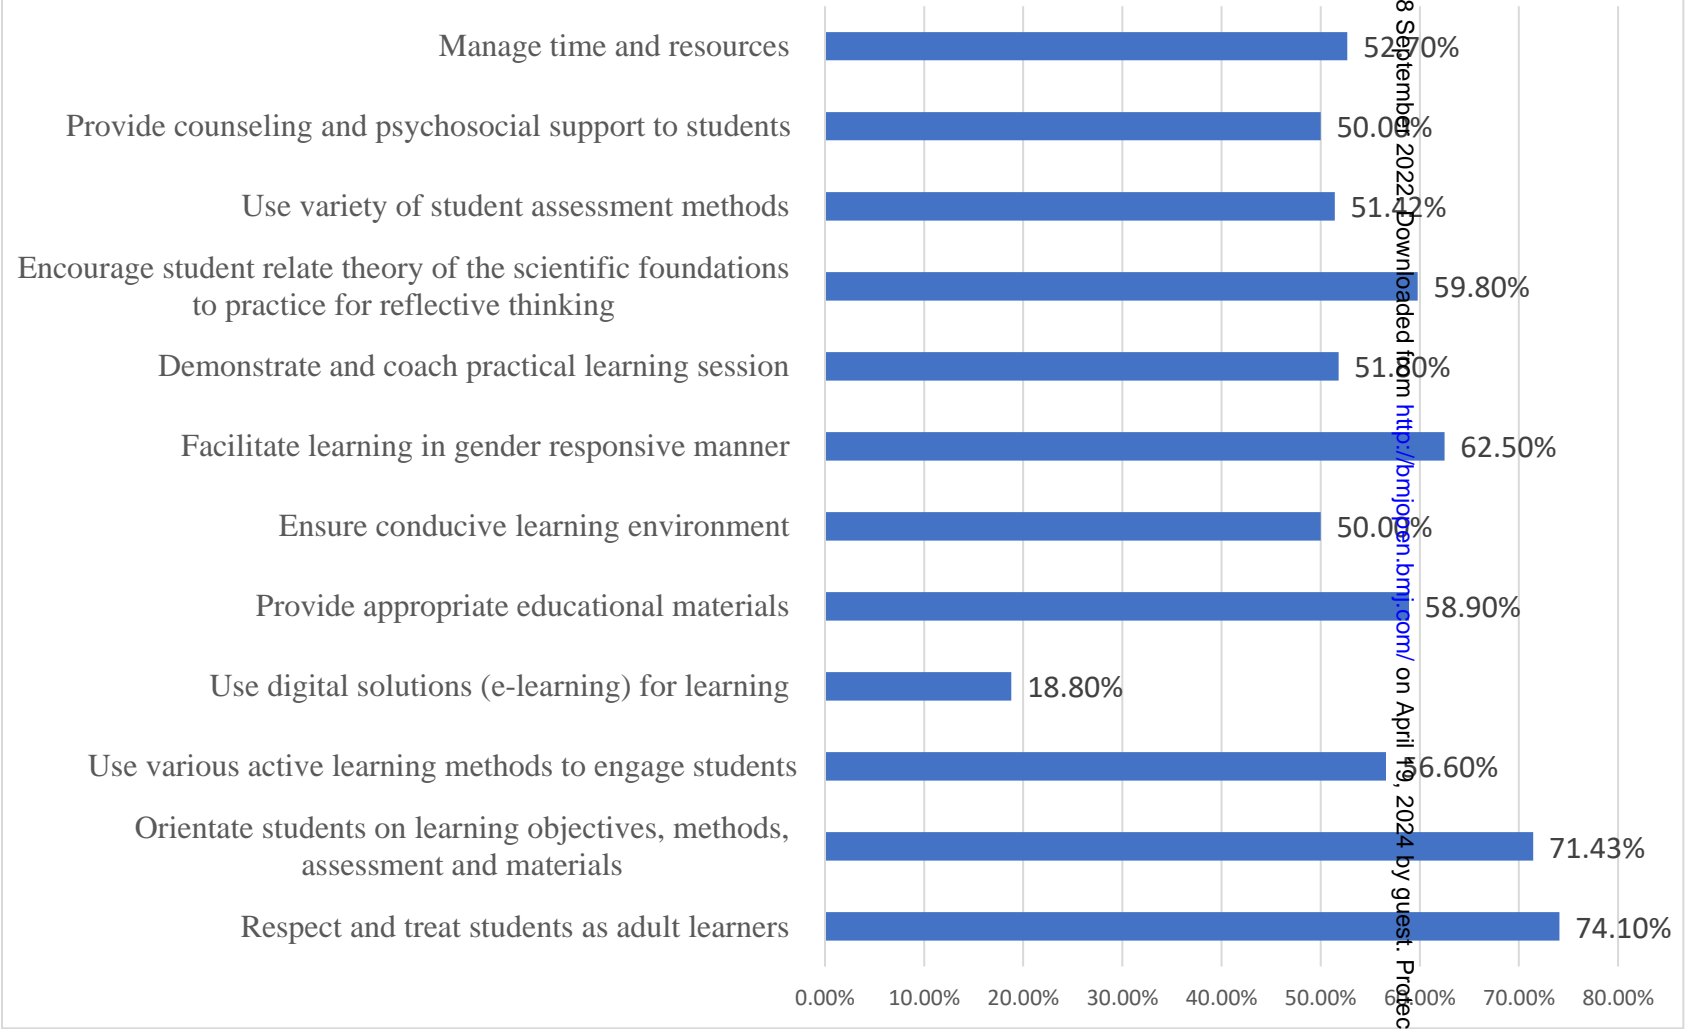 Manage time and resources
52.70%
Provide counseling and psychosocial support to students
50.00%
Use variety of student assessment methods
51.42%
Encourage student relate theory of the scientific foundations
to practice for reflective thinking
59.80%
Demonstrate and coach practical learning session
51.80%
Facilitate learning in gender responsive manner
62.50%
Ensure conducive learning environment
50.00%
Provide appropriate educational materials
58.90%
Use digital solutions (e-learning) for learning
18.80%
Use various active learning methods to engage students
56.60%
Orientate students on learning objectives, methods,
assessment and materials
71.43%
Respect and treat students as adult learners
74.10%
0.00% 10.00% 20.00% 30.00% 40.00% 50.00% 60.00% 70.00% 80.00%
8 September 2022. Downloaded from http://bmjopen.bmj.com/ on April 19, 2024 by guest. Protec